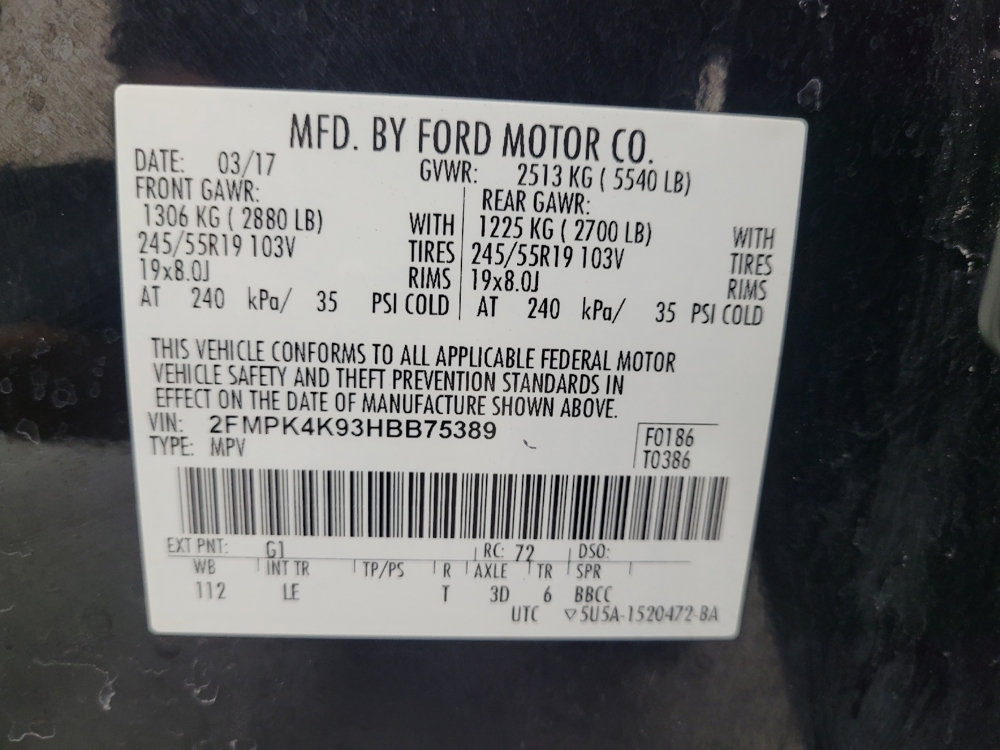 MFD. BY FORD MOTOR CO.
DATE: 03/17 GVWR: 2513 KG ( 5540 LB)
FRONT GAWR: REAR GAWR:
1306 KG ( 2880 LB) WITH 1225 KG ( 2700 LB) WITH
245/55R19 103V TIRES 245/55R19 103V TIRES
19x8.0J RIMS 19x8.0J RIMS
AT 240 kPa/ 35 PSI COLD AT 240 kPa/ 35 PSI COLD
THIS VEHICLE CONFORMS TO ALL APPLICABLE FEDERAL MOTOR
VEHICLE SAFETY AND THEFT PREVENTION STANDARDS IN
EFFECT ON THE DATE OF MANUFACTURE SHOWN ABOVE.
VIN: 2FMPK4K93HBB75389 F0186
TYPE: MPV T0386
EXT PNT: G1 RC: 72 DSO:
WB INT TR TP/PS R AXLE TR SPR
112 LE T 3D 6 BBCC
UTC ▽5U5A-1520472-BA